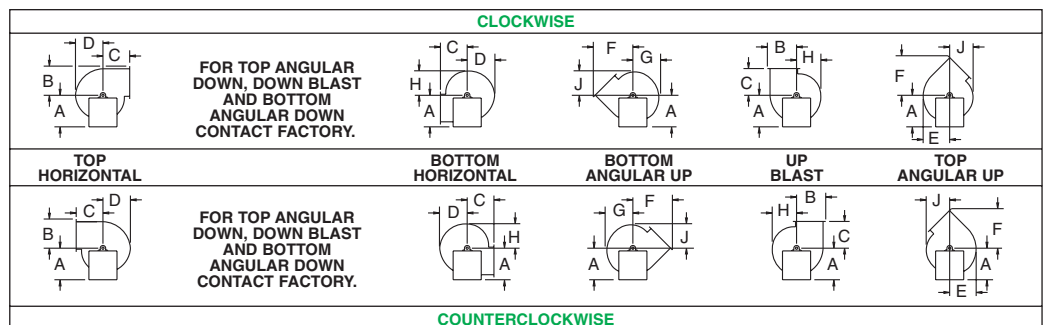 CLOCKWISE
D
C
B
A
FOR TOP ANGULAR
DOWN, DOWN BLAST
AND BOTTOM
ANGULAR DOWN
CONTACT FACTORY.
C
D
H
A
F
G
J
A
B
H
C
A
J
F
A
E
TOP
HORIZONTAL
BOTTOM
HORIZONTAL
BOTTOM
ANGULAR UP
UP
BLAST
TOP
ANGULAR UP
D
C
B
A
FOR TOP ANGULAR
DOWN, DOWN BLAST
AND BOTTOM
ANGULAR DOWN
CONTACT FACTORY.
C
D
H
A
F
G
J
A
B
H
C
A
J
F
A
E
COUNTERCLOCKWISE